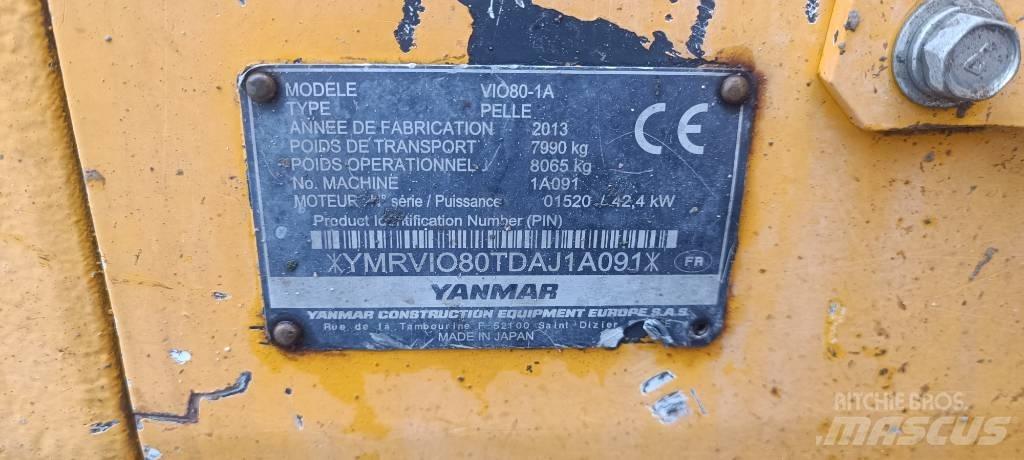 MODELE VIO80-1A
TYPE PELLE
ANNEE DE FABRICATION 2013
POIDS DE TRANSPORT 7990 kg
POIDS OPERATIONNEL 8065 kg
No. MACHINE 1A091
MOTEUR série / Puissance 01520 / 42,4 kW
Product Identification Number (PIN)
*YMRVIO80TDAJ1A091*
FR
CE
YANMAR
YANMAR CONSTRUCTION EQUIPMENT EUROPE S.A.S.
Rue de la Tambourine F-52100 Saint-Dizier
MADE IN JAPAN
RITCHIE BROS.
MASCUS